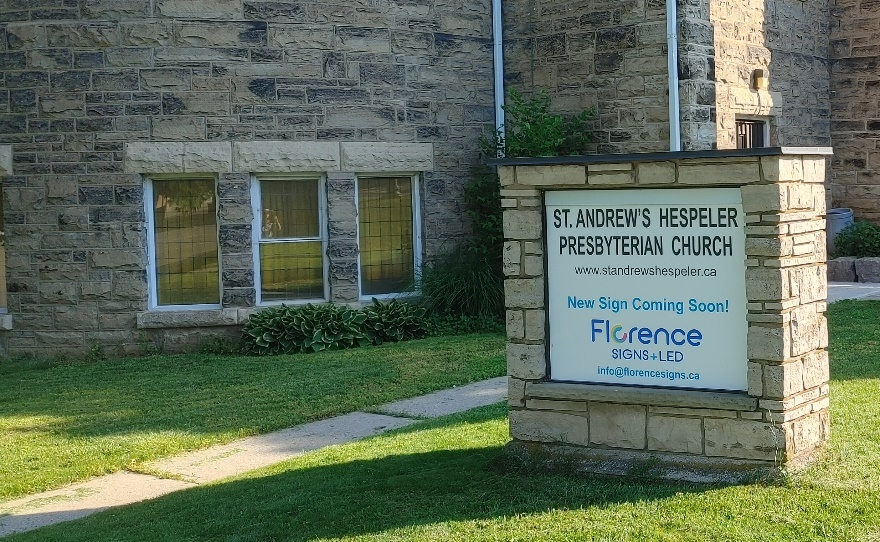 ST. ANDREW'S HESPELER
PRESBYTERIAN CHURCH
www.standrewshespeler.ca
New Sign Coming Soon!
Florence
SIGNS+LED
info@florencesigns.ca